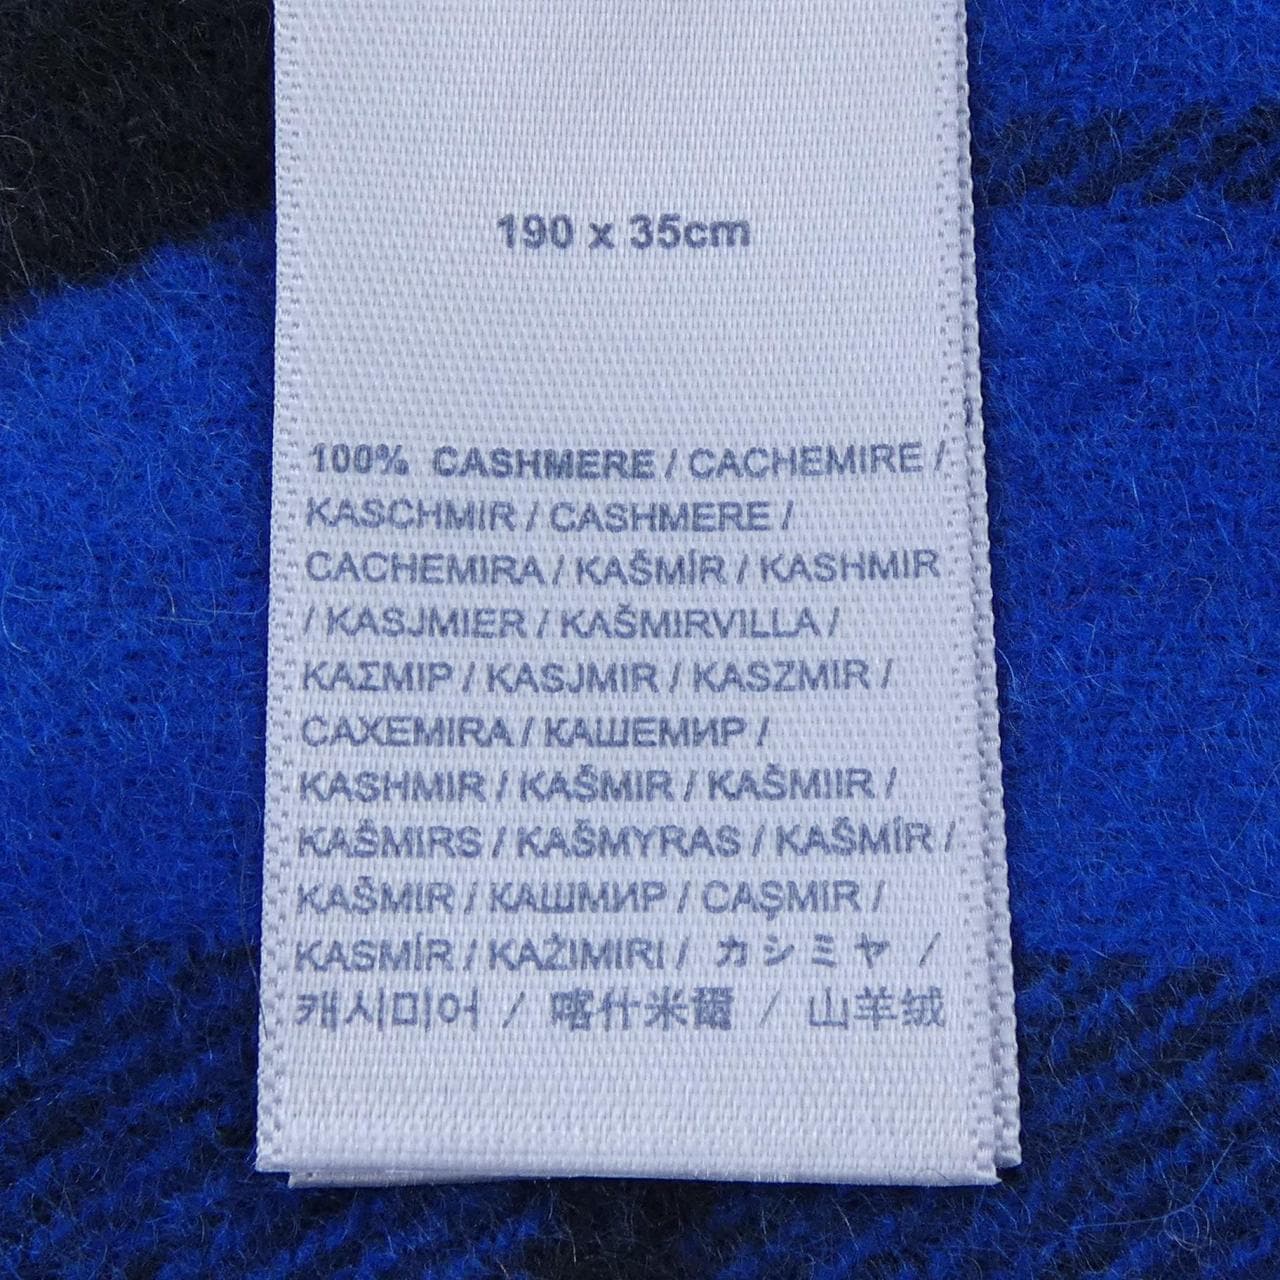 190 x 35cm
100% CASHMERE / CACHEMIRE /
KASCHMIR / CASHMERE /
CACHEMIRA / KAŠMÍR / KASHMIR
/ KASJMIER / KAŠMIRVILLA /
ΚΑΣΜΙΡ / KASJMIR / KASZMIR /
CAXEMIRA / КАШЕМИР /
KASHMIR / KAŠMIR / KAŠMIIR /
KAŠMIRS / KAŠMYRAS / KAŠMÍR /
KAŠMIR / КАШМИР / CAŞMIR /
KASMÍR / KAŽIMIRI / カシミヤ /
캐시미어 / 喀什米爾 / 山羊绒